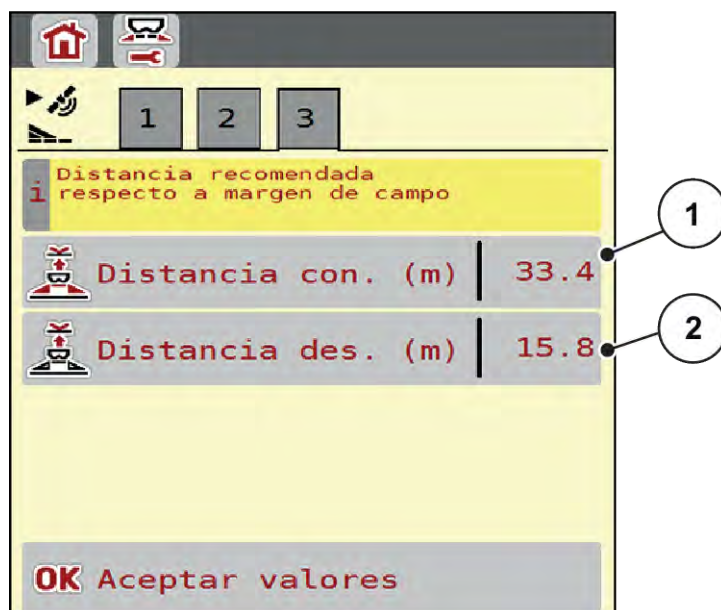 1 2 3
i Distancia recomendada
respecto a margen de campo
Distancia con. (m) 33.4
1
Distancia des. (m) 15.8
2
OK Aceptar valores